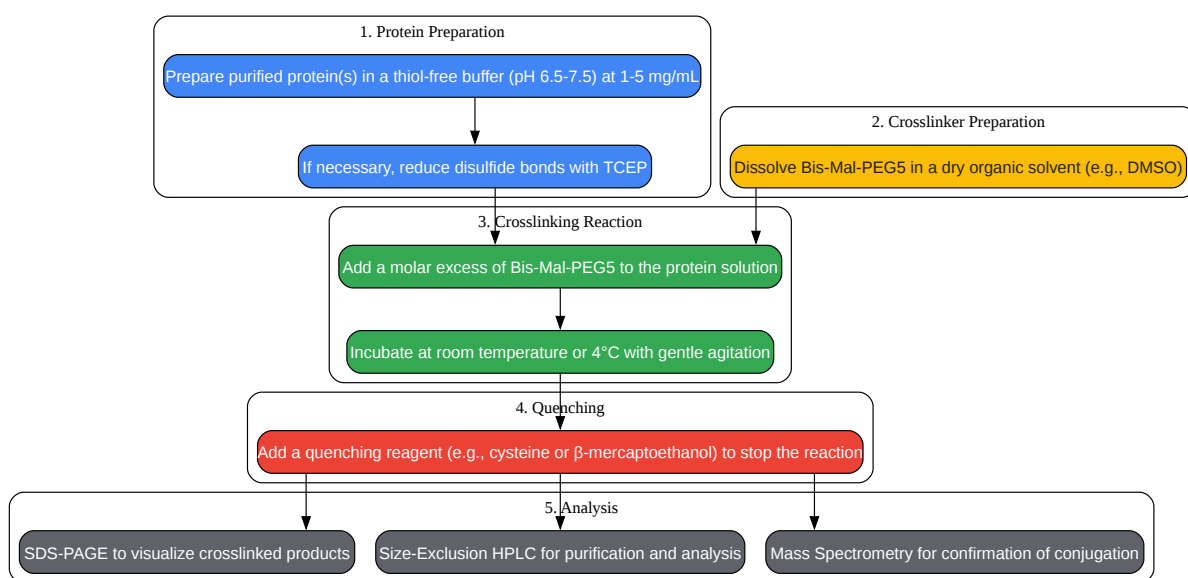 1. Protein Preparation
Prepare purified protein(s) in a thiol-free buffer (pH 6.5-7.5) at 1-5 mg/mL
If necessary, reduce disulfide bonds with TCEP
2. Crosslinker Preparation
Dissolve Bis-Mal-PEG5 in a dry organic solvent (e.g., DMSO)
3. Crosslinking Reaction
Add a molar excess of Bis-Mal-PEG5 to the protein solution
Incubate at room temperature or 4°C with gentle agitation
4. Quenching
Add a quenching reagent (e.g., cysteine or β-mercaptoethanol) to stop the reaction
5. Analysis
SDS-PAGE to visualize crosslinked products
Size-Exclusion HPLC for purification and analysis
Mass Spectrometry for confirmation of conjugation